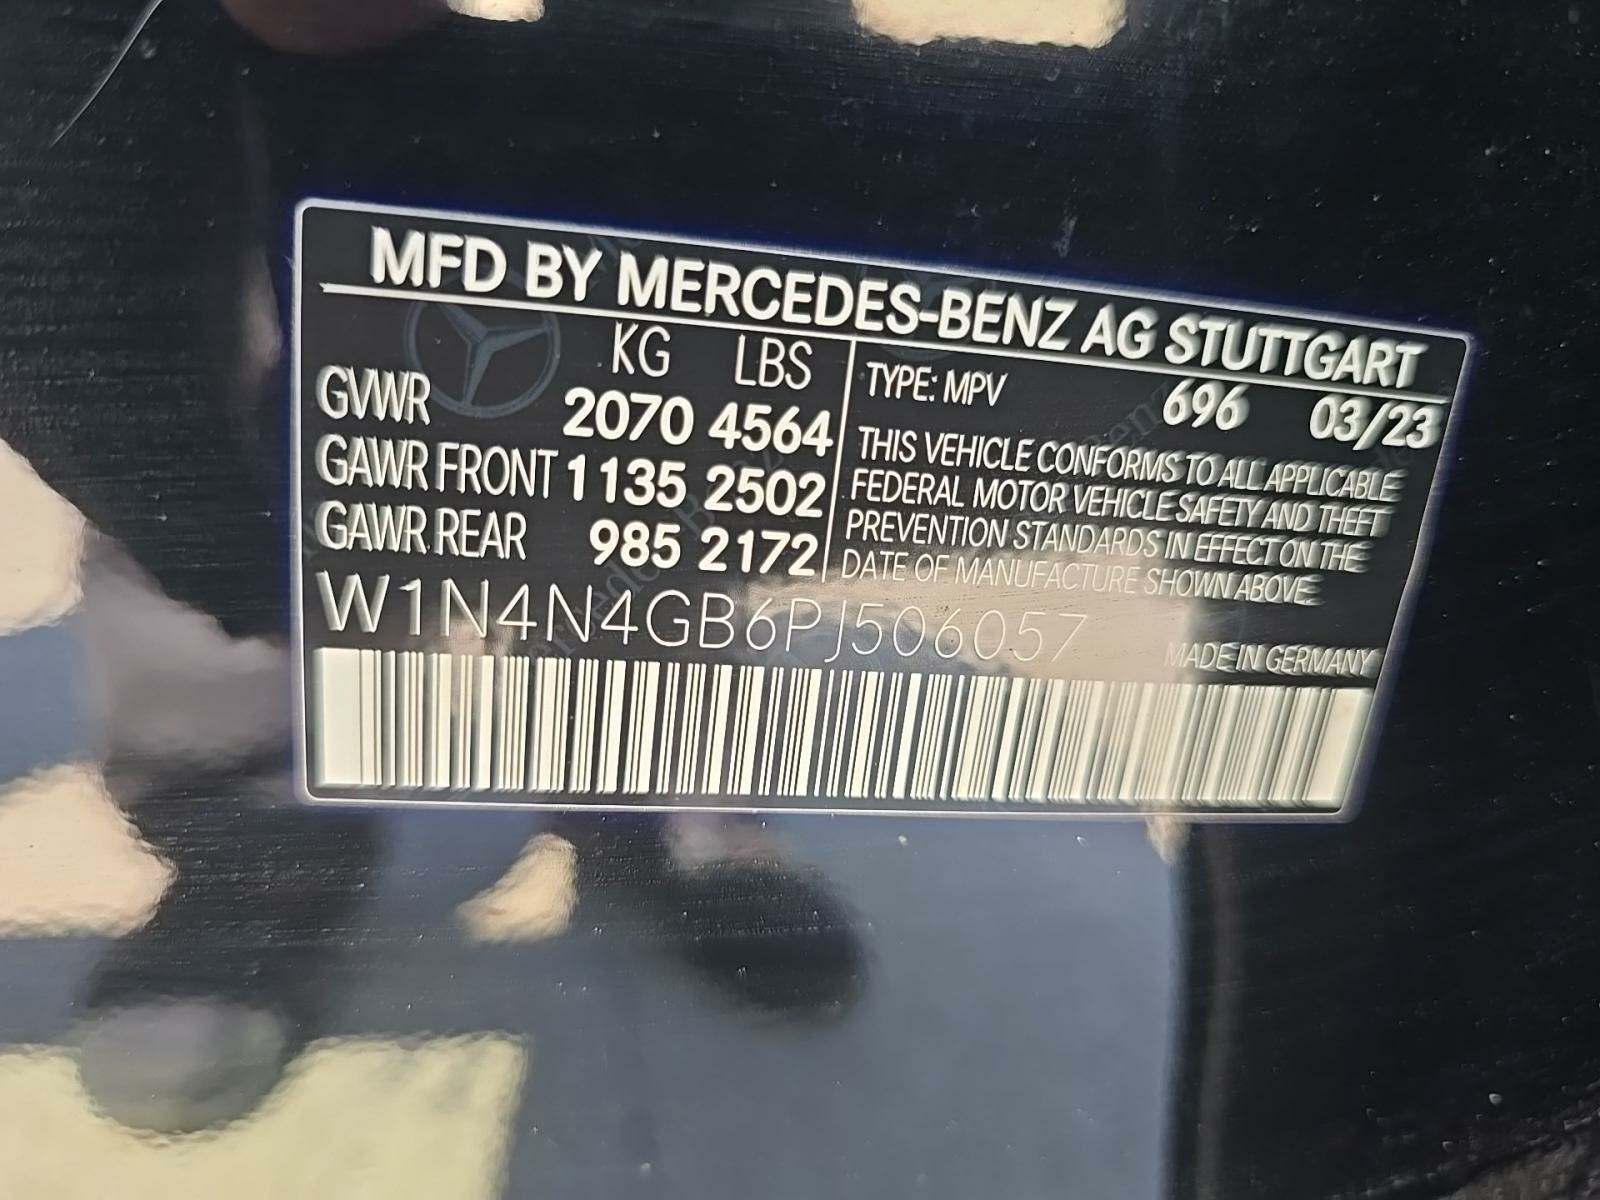 MFD BY MERCEDES-BENZ AG STUTTGART
KG LBS
GVWR 2070 4564
GAWR FRONT 1135 2502
GAWR REAR 985 2172
TYPE: MPV 696 03/23
THIS VEHICLE CONFORMS TO ALL APPLICABLE
FEDERAL MOTOR VEHICLE SAFETY AND THEFT
PREVENTION STANDARDS IN EFFECT ON THE
DATE OF MANUFACTURE SHOWN ABOVE.
W1N4N4GB6PJ506057
MADE IN GERMANY